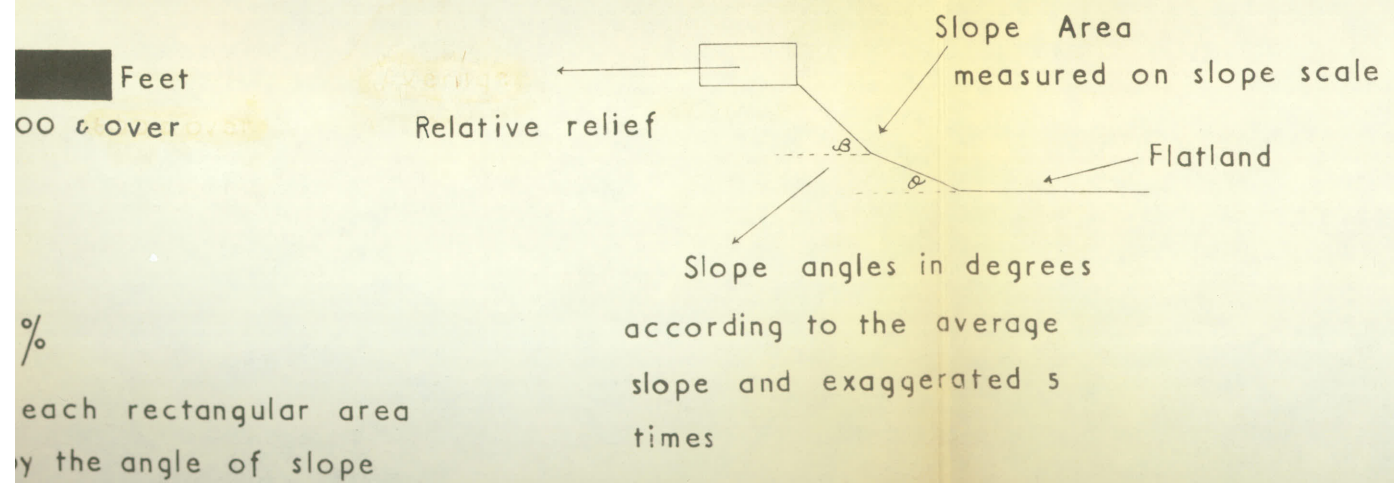 Slope Area
measured on slope scale
Feet
00 & over
Relative relief
β
Flatland
θ
Slope angles in degrees
according to the average
slope and exaggerated 5
times
%
each rectangular area
y the angle of slope